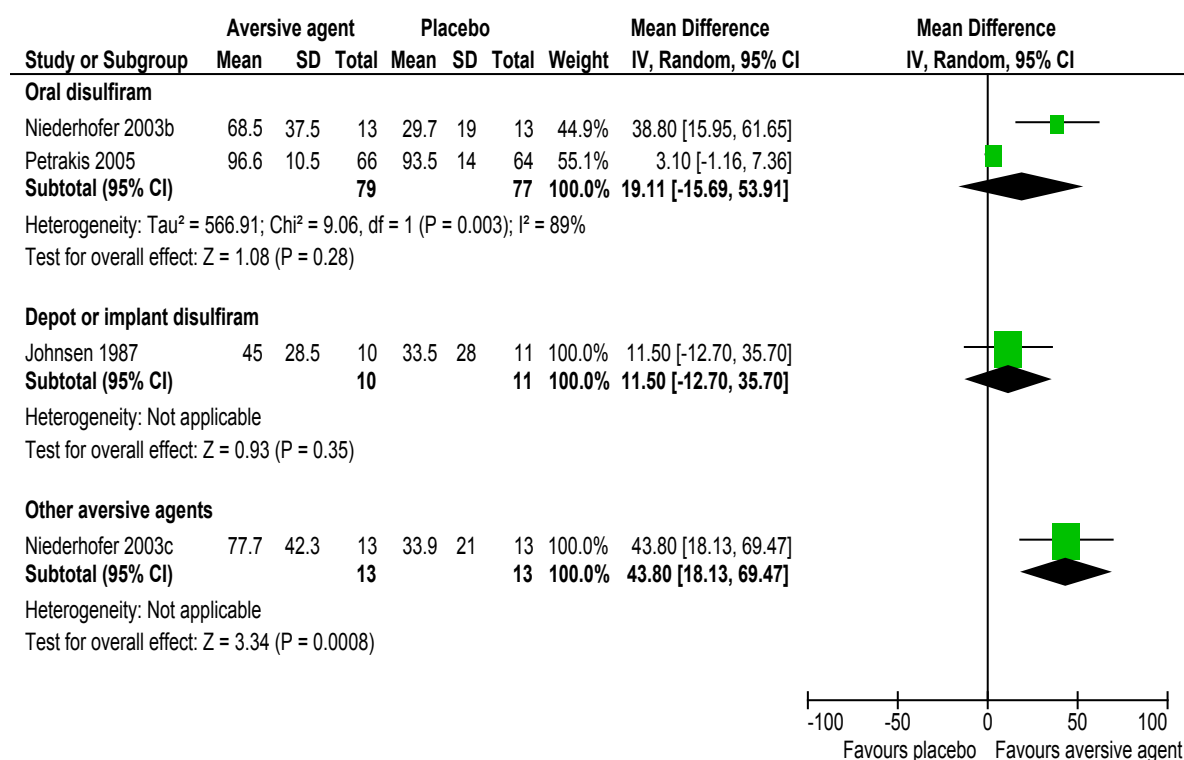 Aversive agent Placebo Mean Difference Mean Difference
Study or Subgroup Mean SD Total Mean SD Total Weight IV, Random, 95% CI IV, Random, 95% CI
Oral disulfiram
Niederhofer 2003b 68.5 37.5 13 29.7 19 13 44.9% 38.80 [15.95, 61.65]
Petrakis 2005 96.6 10.5 66 93.5 14 64 55.1% 3.10 [-1.16, 7.36]
Subtotal (95% CI) 79 77 100.0% 19.11 [-15.69, 53.91]
Heterogeneity: Tau² = 566.91; Chi² = 9.06, df = 1 (P = 0.003); I² = 89%
Test for overall effect: Z = 1.08 (P = 0.28)
Depot or implant disulfiram
Johnsen 1987 45 28.5 10 33.5 28 11 100.0% 11.50 [-12.70, 35.70]
Subtotal (95% CI) 10 11 100.0% 11.50 [-12.70, 35.70]
Heterogeneity: Not applicable
Test for overall effect: Z = 0.93 (P = 0.35)
Other aversive agents
Niederhofer 2003c 77.7 42.3 13 33.9 21 13 100.0% 43.80 [18.13, 69.47]
Subtotal (95% CI) 13 13 100.0% 43.80 [18.13, 69.47]
Heterogeneity: Not applicable
Test for overall effect: Z = 3.34 (P = 0.0008)
-100 -50 0 50 100
Favours placebo Favours aversive agent